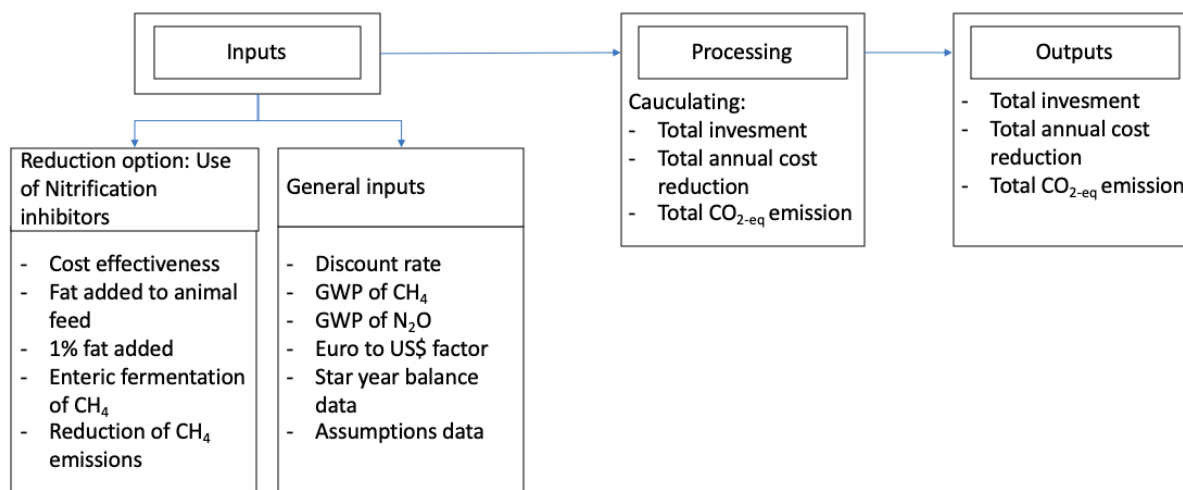 Inputs
Processing
Outputs
Reduction option: Use
of Nitrification
inhibitors
- Cost effectiveness
- Fat added to animal
feed
- 1% fat added
- Enteric fermentation
of CH₄
- Reduction of CH₄
emissions
General inputs
- Discount rate
- GWP of CH₄
- GWP of N₂O
- Euro to US$ factor
- Star year balance
data
- Assumptions data
Cauculating:
- Total invesment
- Total annual cost
reduction
- Total CO₂₋eq emission
- Total invesment
- Total annual cost
reduction
- Total CO₂₋eq emission